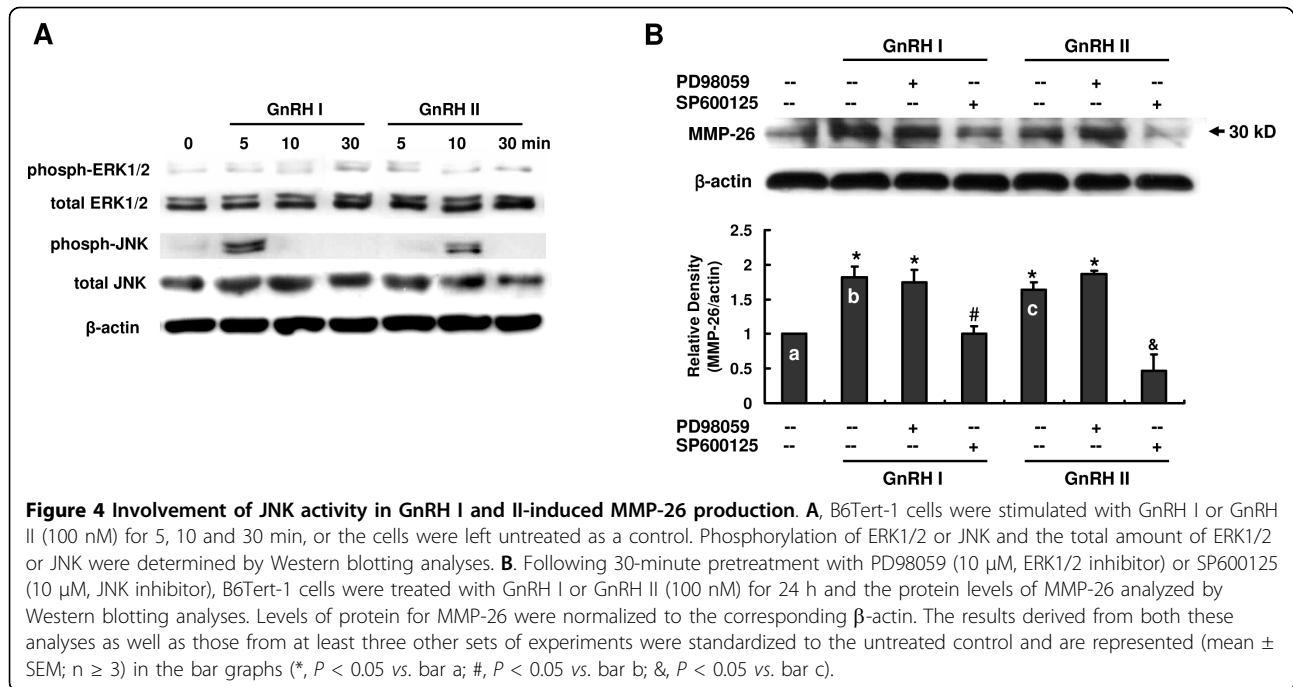 A
GnRH I GnRH II
0 5 10 30 5 10 30 min
phosph-ERK1/2
total ERK1/2
phosph-JNK
total JNK
β-actin
B
GnRH I GnRH II
PD98059 -- -- + -- -- + --
SP600125 -- -- -- + -- -- +
MMP-26 30 kD
β-actin
Relative Density
(MMP-26/actin)
2.5
2
1.5
1
0.5
0
a
* b
*
#
* c
*
&
PD98059 -- -- + -- -- + --
SP600125 -- -- -- + -- -- +
GnRH I GnRH II
Figure 4 Involvement of JNK activity in GnRH I and II-induced MMP-26 production. A, B6Tert-1 cells were stimulated with GnRH I or GnRH
II (100 nM) for 5, 10 and 30 min, or the cells were left untreated as a control. Phosphorylation of ERK1/2 or JNK and the total amount of ERK1/2
or JNK were determined by Western blotting analyses. B. Following 30-minute pretreatment with PD98059 (10 μM, ERK1/2 inhibitor) or SP600125
(10 μM, JNK inhibitor), B6Tert-1 cells were treated with GnRH I or GnRH II (100 nM) for 24 h and the protein levels of MMP-26 analyzed by
Western blotting analyses. Levels of protein for MMP-26 were normalized to the corresponding β-actin. The results derived from both these
analyses as well as those from at least three other sets of experiments were standardized to the untreated control and are represented (mean ±
SEM; n ≥ 3) in the bar graphs (*, P < 0.05 vs. bar a; #, P < 0.05 vs. bar b; &, P < 0.05 vs. bar c).